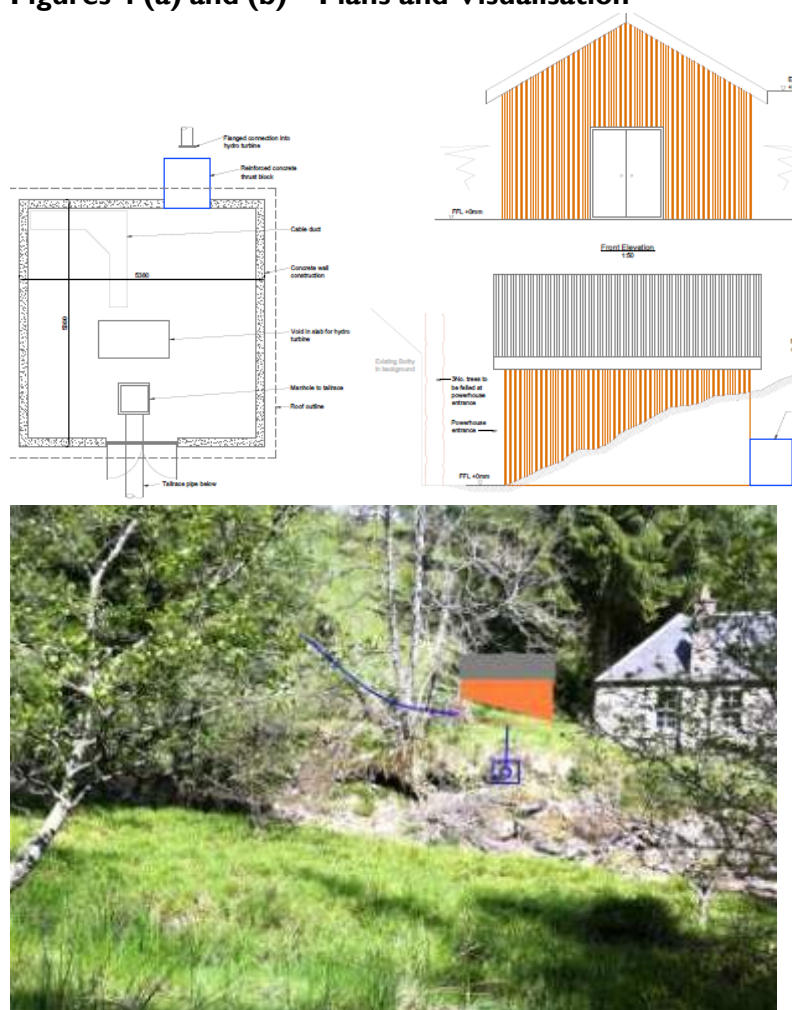 Figures 4 (a) and (b) – Plans and Visualisation
Flanged connection into
hydro turbine
Reinforced concrete
thrust block
Cable duct
Concrete wall
construction
5360
Void in slab for hydro
turbine
Manhole to tailrace
Roof outline
Tailrace pipe below
FFL +0mm
Front Elevation
1:50
Existing Bothy
in background
3No. trees to
be felled at
powerhouse
entrance
Powerhouse
entrance
FFL +0mm